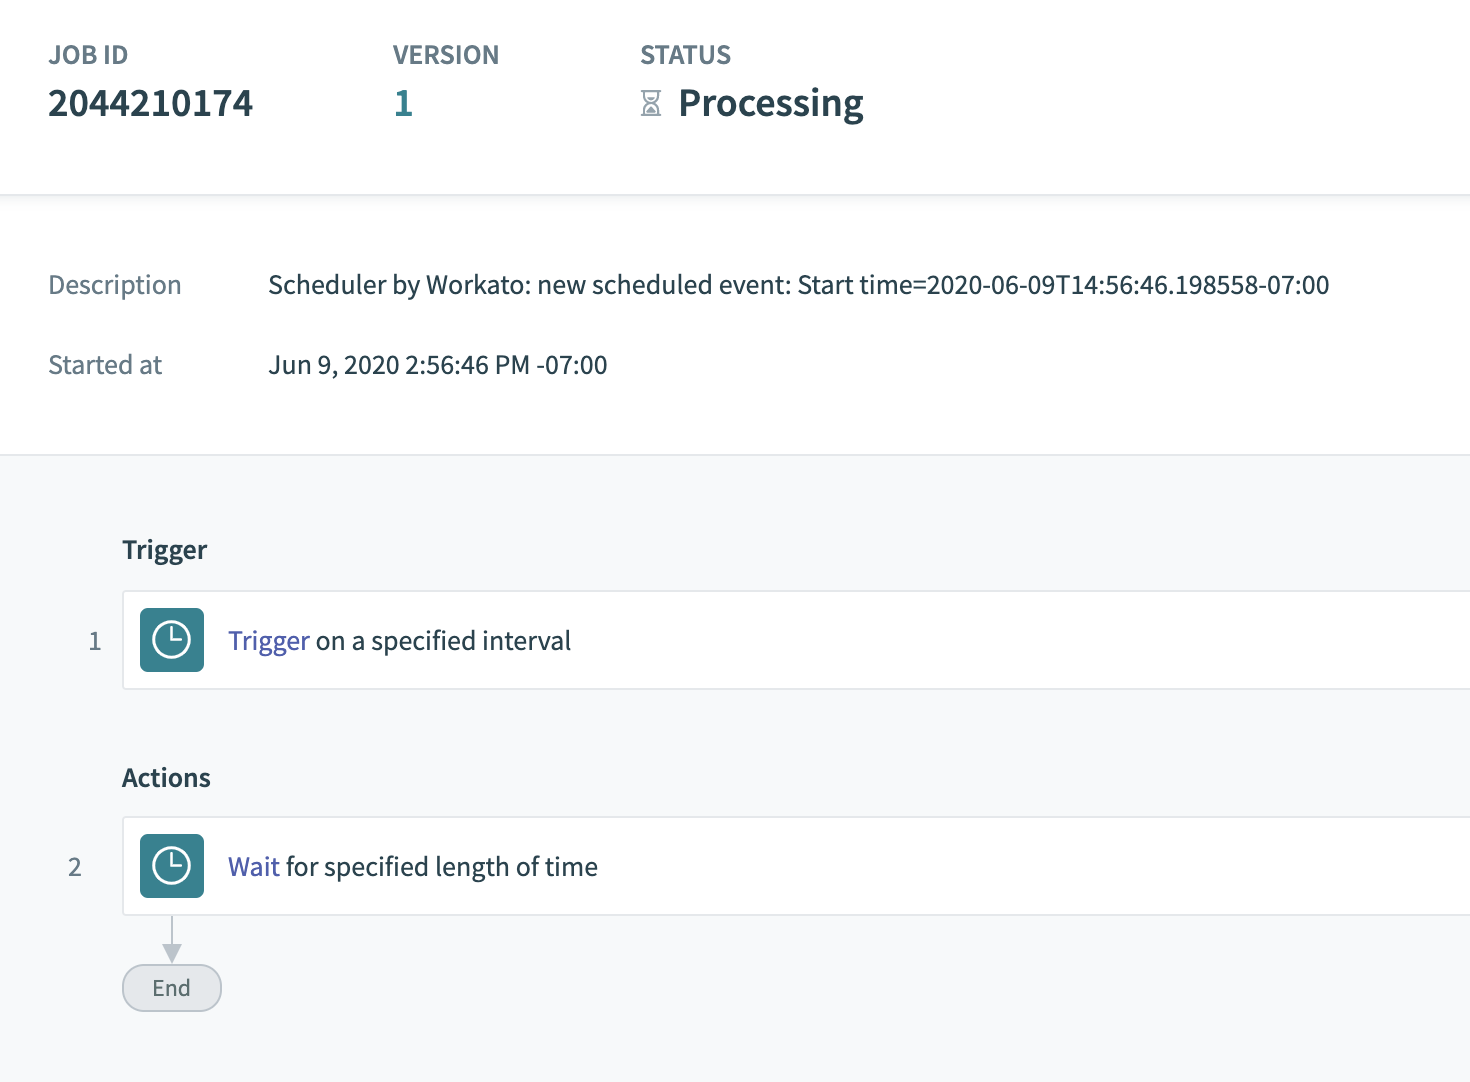 JOB ID VERSION STATUS
2044210174 1 Processing
Description Scheduler by Workato: new scheduled event: Start time=2020-06-09T14:56:46.198558-07:00
Started at Jun 9, 2020 2:56:46 PM -07:00
Trigger
1 Trigger on a specified interval
Actions
2 Wait for specified length of time
End